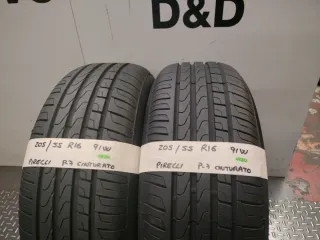 D&D
205/55 R16 91W
PIRELLI P.7 CINTURATO
205/55 R16 91W
PIRELLI P.7 CINTURATO